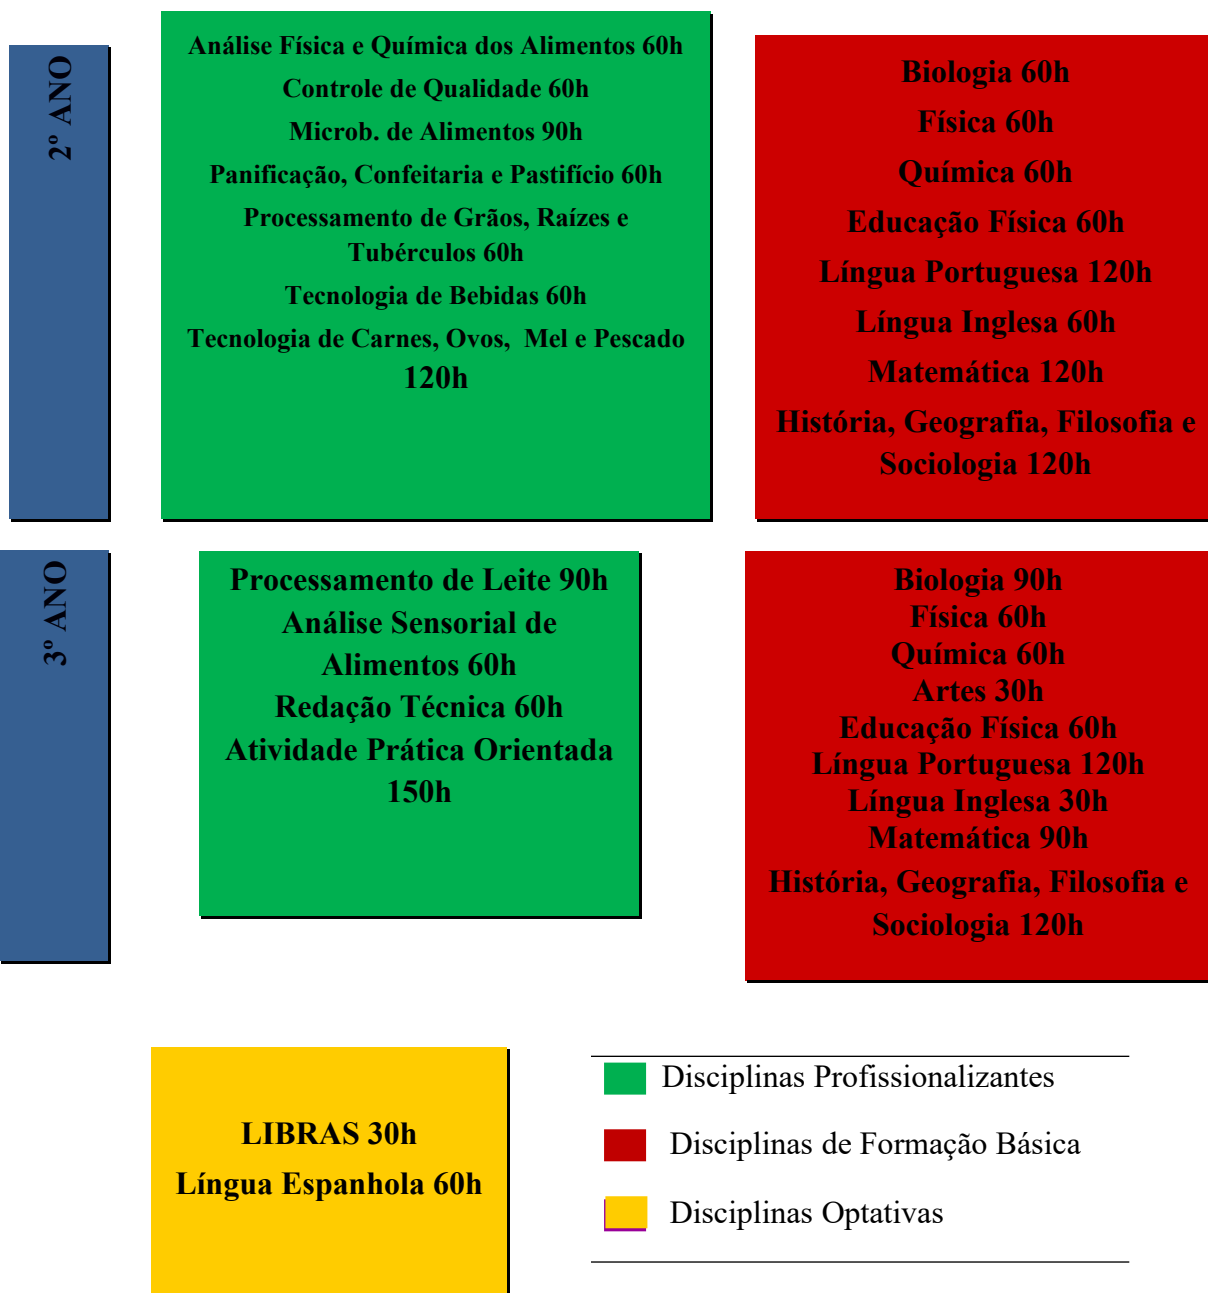 2º ANO
Análise Física e Química dos Alimentos 60h
Controle de Qualidade 60h
Microb. de Alimentos 90h
Panificação, Confeitaria e Pastifício 60h
Processamento de Grãos, Raízes e
Tubérculos 60h
Tecnologia de Bebidas 60h
Tecnologia de Carnes, Ovos, Mel e Pescado
120h
Biologia 60h
Física 60h
Química 60h
Educação Física 60h
Língua Portuguesa 120h
Língua Inglesa 60h
Matemática 120h
História, Geografia, Filosofia e
Sociologia 120h
3º ANO
Processamento de Leite 90h
Análise Sensorial de
Alimentos 60h
Redação Técnica 60h
Atividade Prática Orientada
150h
Biologia 90h
Física 60h
Química 60h
Artes 30h
Educação Física 60h
Língua Portuguesa 120h
Língua Inglesa 30h
Matemática 90h
História, Geografia, Filosofia e
Sociologia 120h
LIBRAS 30h
Língua Espanhola 60h
Disciplinas Profissionalizantes
Disciplinas de Formação Básica
Disciplinas Optativas